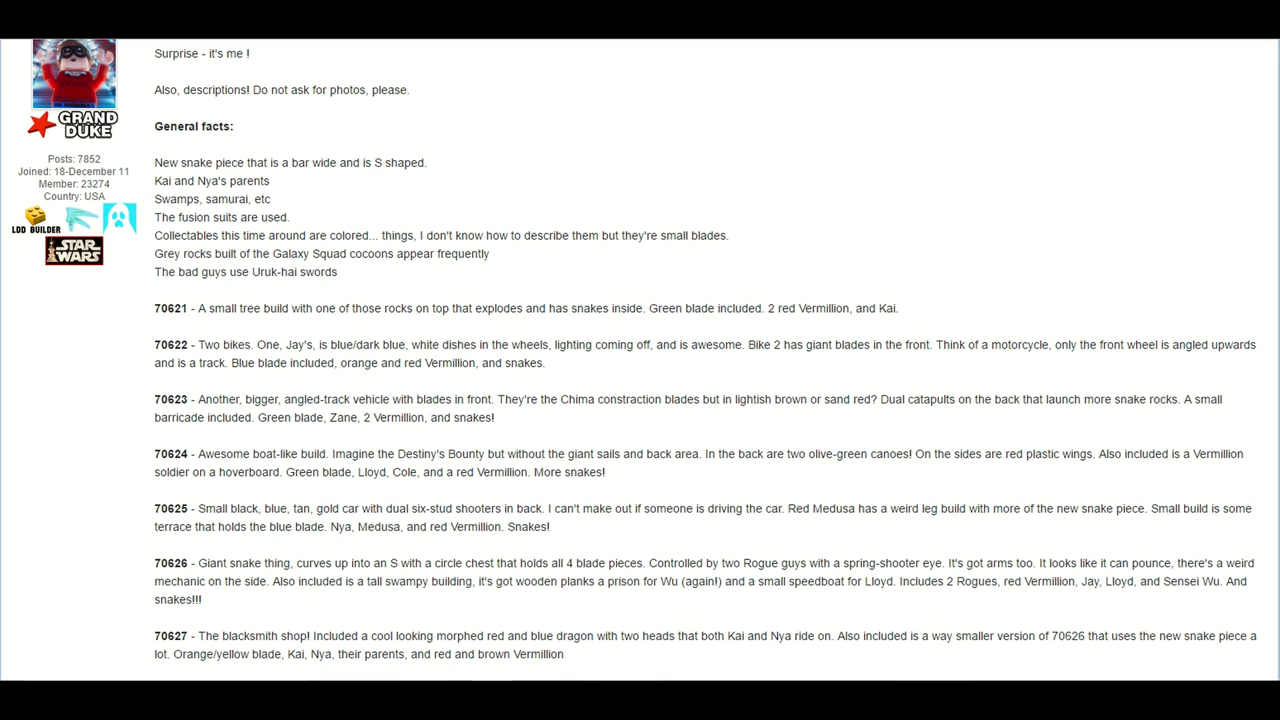 Surprise - it's me !
Also, descriptions! Do not ask for photos, please.
GRAND
DUKE
General facts:
Posts: 7852
Joined: 18-December 11
Member: 23274
Country: USA
LDD BUILDER
STAR
WARS
New snake piece that is a bar wide and is S shaped.
Kai and Nya's parents
Swamps, samurai, etc
The fusion suits are used.
Collectables this time around are colored... things, I don't know how to describe them but they're small blades.
Grey rocks built of the Galaxy Squad cocoons appear frequently
The bad guys use Uruk-hai swords
70621 - A small tree build with one of those rocks on top that explodes and has snakes inside. Green blade included. 2 red Vermillion, and Kai.
70622 - Two bikes. One, Jay's, is blue/dark blue, white dishes in the wheels, lighting coming off, and is awesome. Bike 2 has giant blades in the front. Think of a motorcycle, only the front wheel is angled upwards
and is a track. Blue blade included, orange and red Vermillion, and snakes.
70623 - Another, bigger, angled-track vehicle with blades in front. They're the Chima constraction blades but in lightish brown or sand red? Dual catapults on the back that launch more snake rocks. A small
barricade included. Green blade, Zane, 2 Vermillion, and snakes!
70624 - Awesome boat-like build. Imagine the Destiny's Bounty but without the giant sails and back area. In the back are two olive-green canoes! On the sides are red plastic wings. Also included is a Vermillion
soldier on a hoverboard. Green blade, Lloyd, Cole, and a red Vermillion. More snakes!
70625 - Small black, blue, tan, gold car with dual six-stud shooters in back. I can't make out if someone is driving the car. Red Medusa has a weird leg build with more of the new snake piece. Small build is some
terrace that holds the blue blade. Nya, Medusa, and red Vermillion. Snakes!
70626 - Giant snake thing, curves up into an S with a circle chest that holds all 4 blade pieces. Controlled by two Rogue guys with a spring-shooter eye. It's got arms too. It looks like it can pounce, there's a weird
mechanic on the side. Also included is a tall swampy building, it's got wooden planks a prison for Wu (again!) and a small speedboat for Lloyd. Includes 2 Rogues, red Vermillion, Jay, Lloyd, and Sensei Wu. And
snakes!!!
70627 - The blacksmith shop! Included a cool looking morphed red and blue dragon with two heads that both Kai and Nya ride on. Also included is a way smaller version of 70626 that uses the new snake piece a
lot. Orange/yellow blade, Kai, Nya, their parents, and red and brown Vermillion